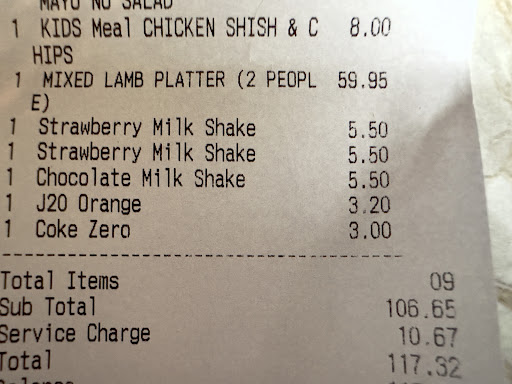 MAYO NO SALAD
1 KIDS Meal CHICKEN SHISH & C 8.00
HIPS
1 MIXED LAMB PLATTER (2 PEOPL 59.95
E)
1 Strawberry Milk Shake 5.50
1 Strawberry Milk Shake 5.50
1 Chocolate Milk Shake 5.50
1 J20 Orange 3.20
1 Coke Zero 3.00
Total Items 09
Sub Total 106.65
Service Charge 10.67
Total 117.32